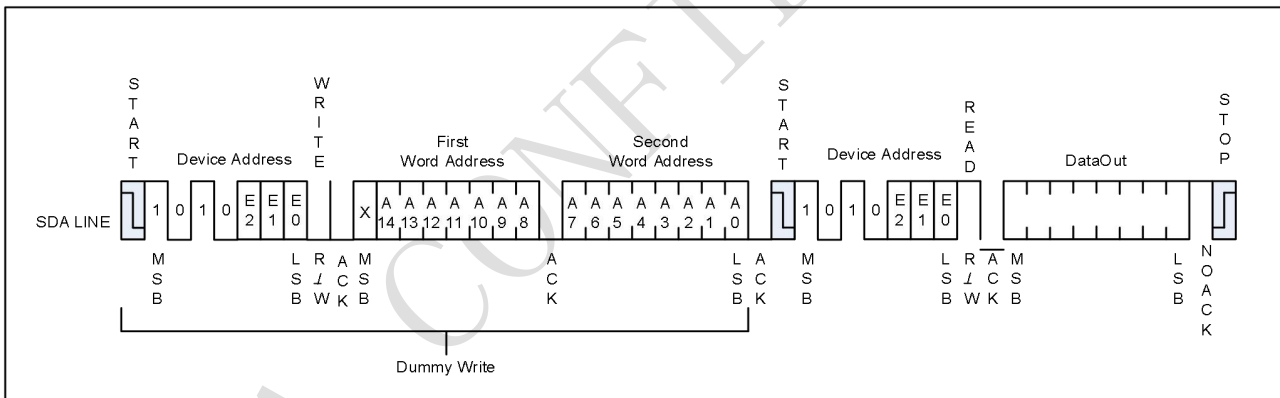 START
WRITE
START
READ
STOP
Device Address
First
Word Address
Second
Word Address
Device Address
DataOut
SDA LINE
1 0 1 0 E2 E1 E0
X A14 A13 A12 A11 A10 A9 A8
A7 A6 A5 A4 A3 A2 A1 A0
1 0 1 0 E2 E1 E0
MSB
LSB
R/W
ACK
MSB
ACK
LSB
ACK
MSB
LSB
R/W
ACK
MSB
LSB
NOACK
Dummy Write